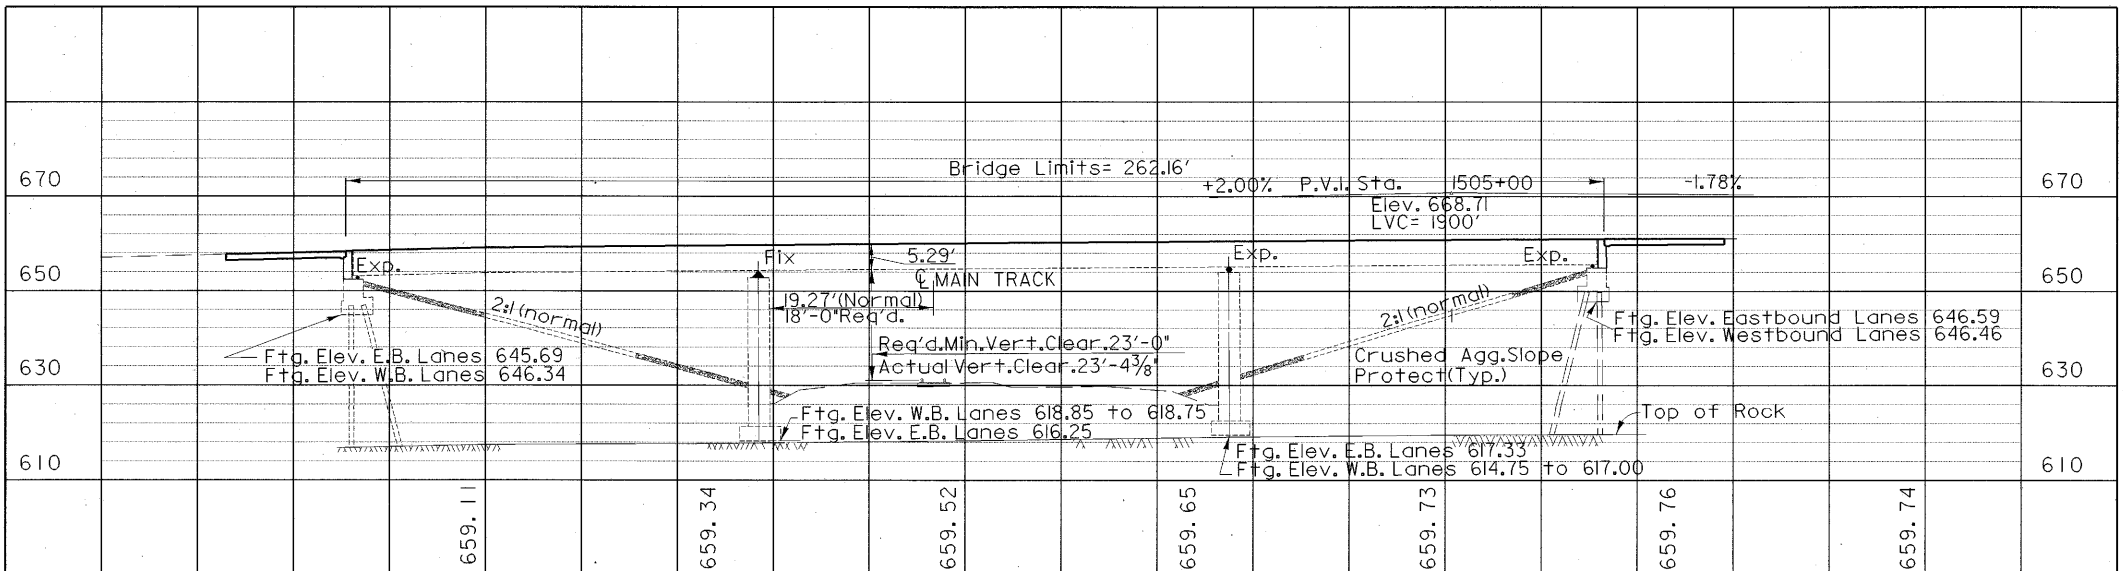 Bridge Limits= 262.16'
670
+2.00% P.V.I. Sta. 1505+00 -1.78%
670
Elev. 668.71
LVC= 1900'
Fix
5.29'
Exp.
Exp.
Exp.
650
℄ MAIN TRACK
650
19.27'(Normal)
18'-0"Req'd.
2:1(normal)
2:1(normal)
Ftg. Elev. Eastbound Lanes 646.59
Ftg. Elev. Westbound Lanes 646.46
Req'd.Min.Vert.Clear.23'-0"
Actual Vert.Clear.23'-4⅜"
Ftg. Elev. E.B. Lanes 645.69
Ftg. Elev. W.B. Lanes 646.34
Crushed Agg.Slope
Protect(Typ.)
630
630
Ftg. Elev. W.B. Lanes 618.85 to 618.75
Ftg. Elev. E.B. Lanes 616.25
Top of Rock
Ftg. Elev. E.B. Lanes 617.33
Ftg. Elev. W.B. Lanes 614.75 to 617.00
610
610
659.11
659.34
659.52
659.65
659.73
659.76
659.74